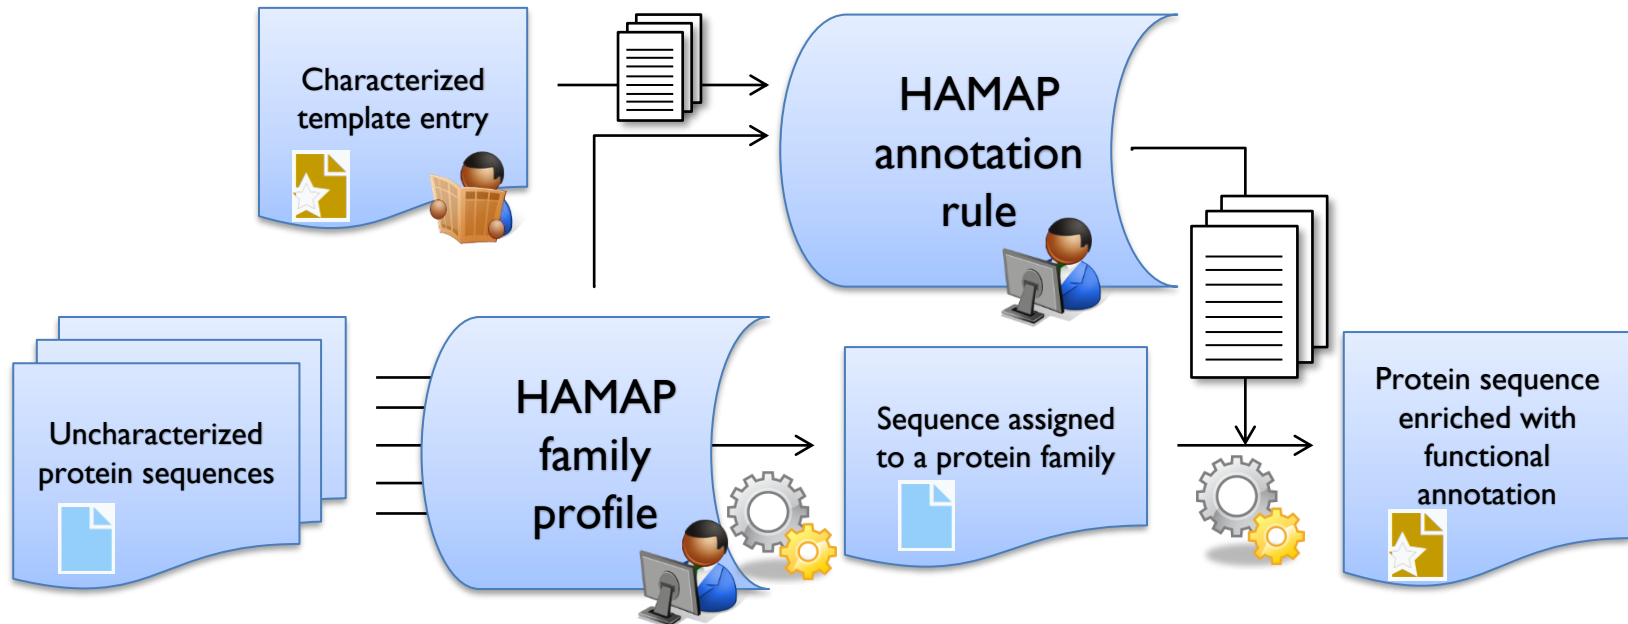 Characterized
template entry
HAMAP
annotation
rule
Uncharacterized
protein sequences
HAMAP
family
profile
Sequence assigned
to a protein family
Protein sequence
enriched with
functional
annotation